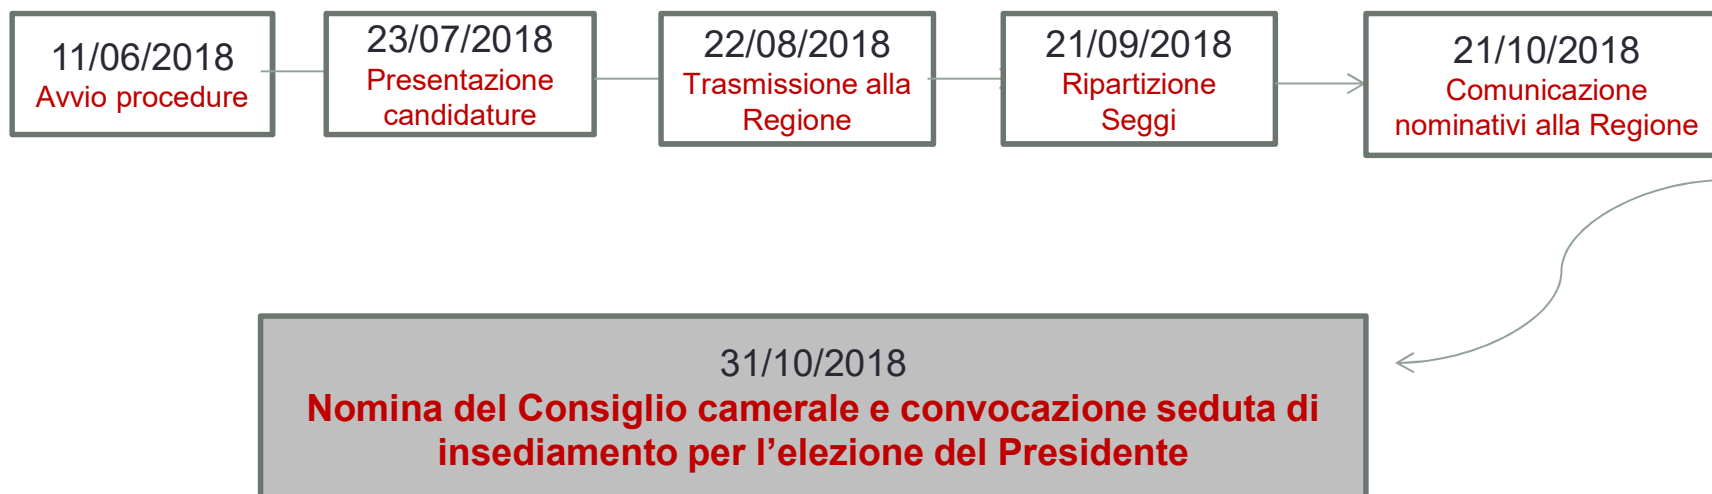 11/06/2018
Avvio procedure
23/07/2018
Presentazione
candidature
22/08/2018
Trasmissione alla
Regione
21/09/2018
Ripartizione
Seggi
21/10/2018
Comunicazione
nominativi alla Regione
31/10/2018
Nomina del Consiglio camerale e convocazione seduta di
insediamento per l’elezione del Presidente